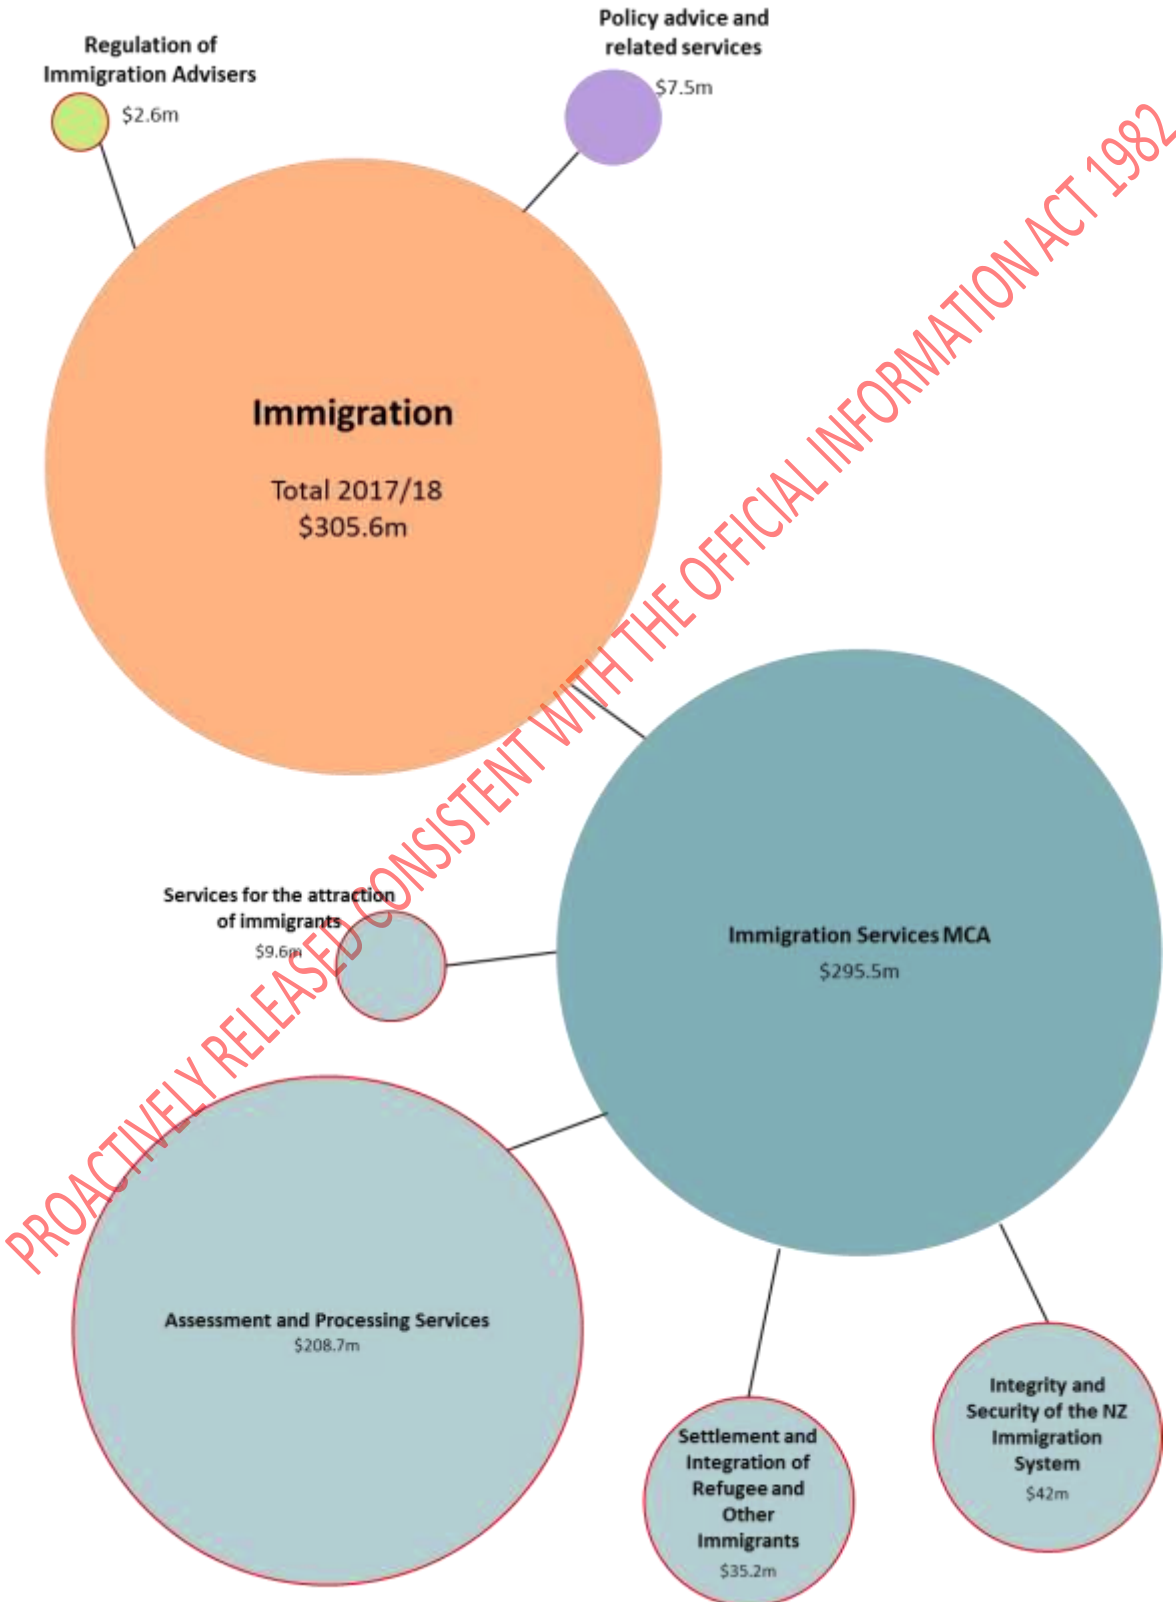 Regulation of
Immigration Advisers
$2.6m
Policy advice and
related services
$7.5m
Immigration
Total 2017/18
$305.6m
PROACTIVELY RELEASED CONSISTENT WITH THE OFFICIAL INFORMATION ACT 1982
Services for the attraction
of immigrants
$9.6m
Immigration Services MCA
$295.5m
Assessment and Processing Services
$208.7m
Settlement and
Integration of
Refugee and
Other
Immigrants
$35.2m
Integrity and
Security of the NZ
Immigration
System
$42m